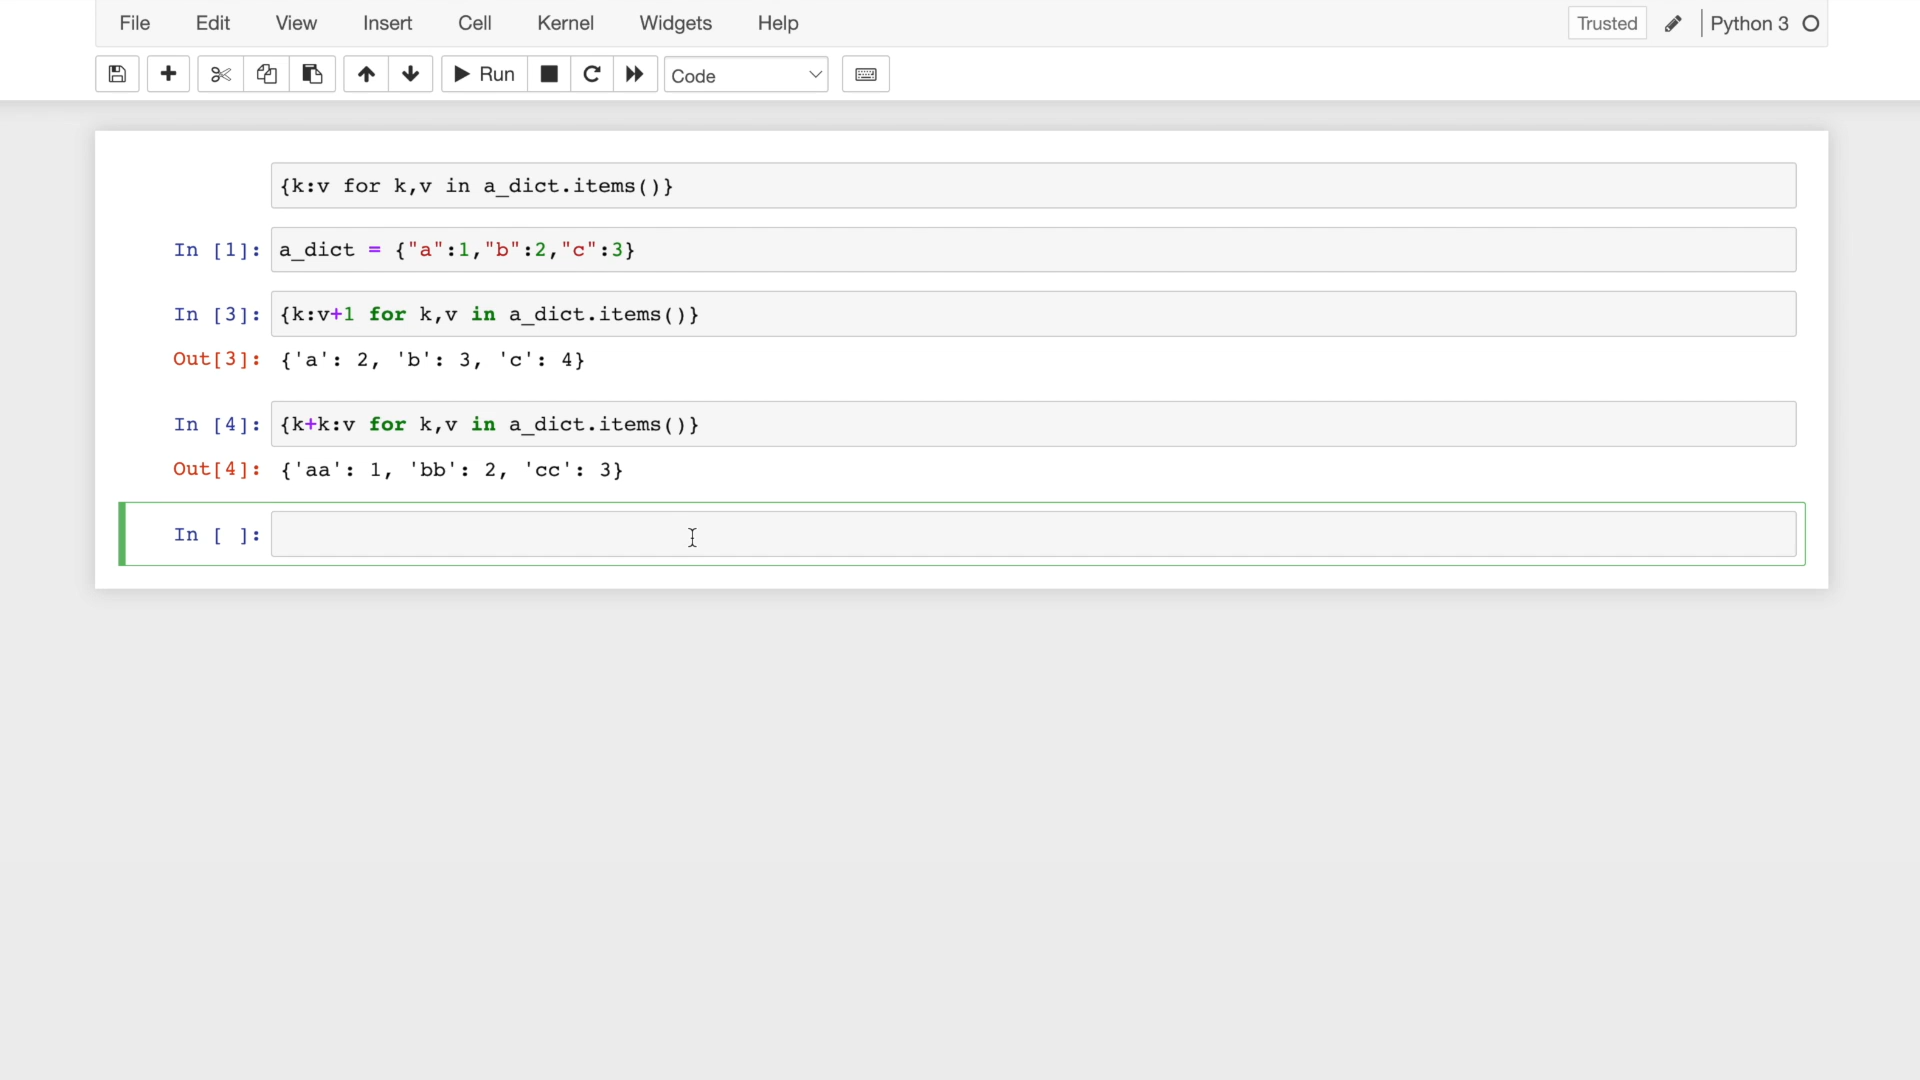 File Edit View Insert Cell Kernel Widgets Help Trusted Python 3
Run Code
{k:v for k,v in a_dict.items()}
In [1]: a_dict = {"a":1,"b":2,"c":3}
In [3]: {k:v+1 for k,v in a_dict.items()}
Out[3]: {'a': 2, 'b': 3, 'c': 4}
In [4]: {k+k:v for k,v in a_dict.items()}
Out[4]: {'aa': 1, 'bb': 2, 'cc': 3}
In [ ]: